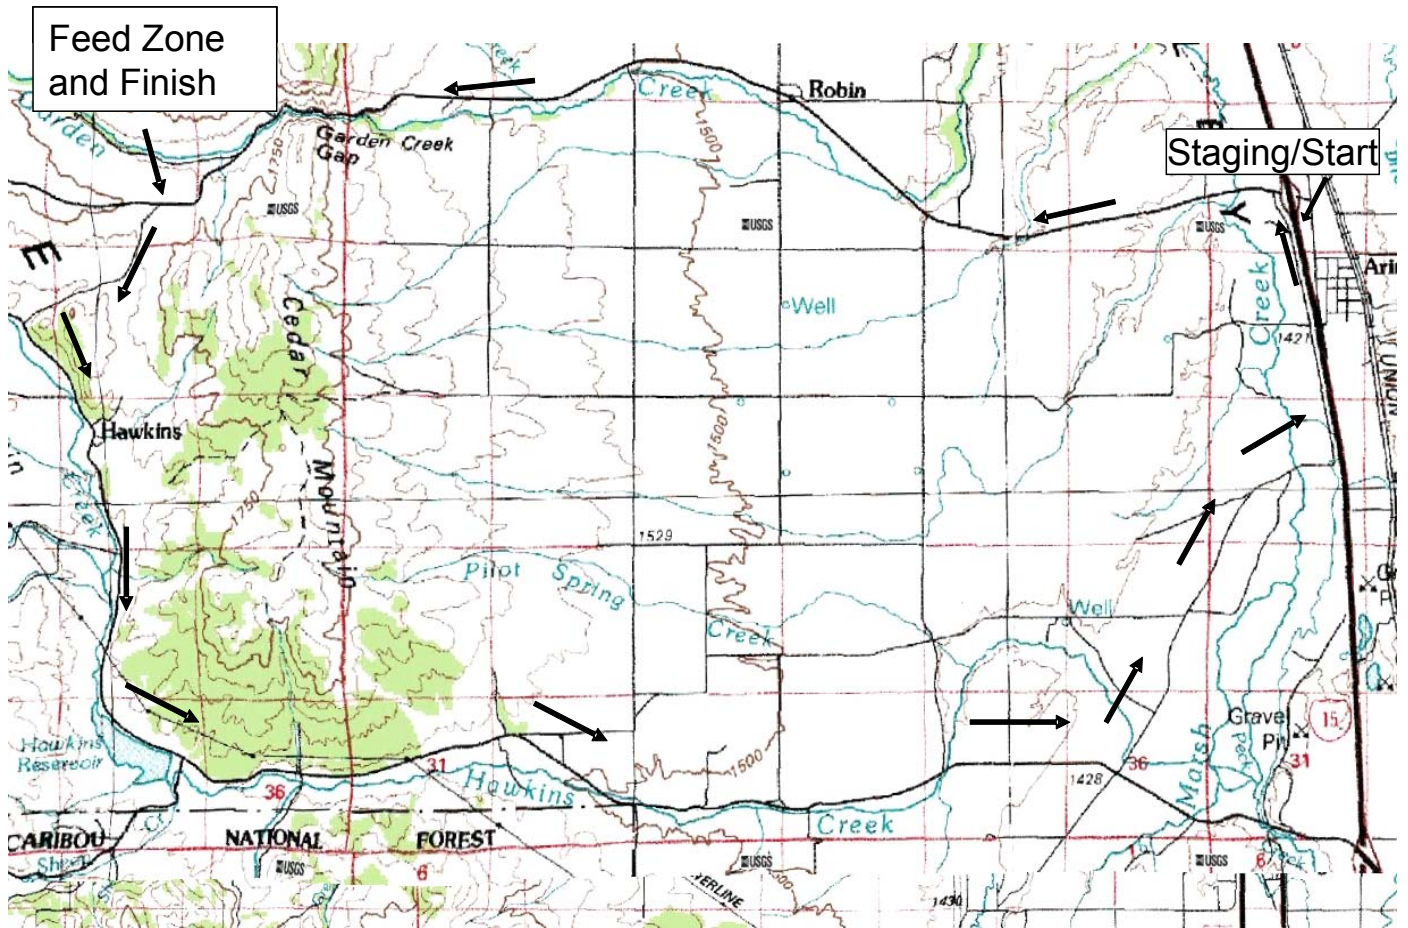 Feed Zone
and Finish
Creek
Robin
Garden Creek
Gap
1500
1750
Staging/Start
USGS
USGS
USGS
E
Y
Well
Creek
1421
UNION
Cedar
Mountain
Hawkins
Creek
1750
1500
1529
Pilot Spring
Creek
Well
Hawkins
Reservoir
31
36
Hawkins
Creek
1500
1428
36
Marsh
Gravel
Pit
15
31
CARIBOU
NATIONAL
FOREST
USGS
USGS
USGS
6
6
1430